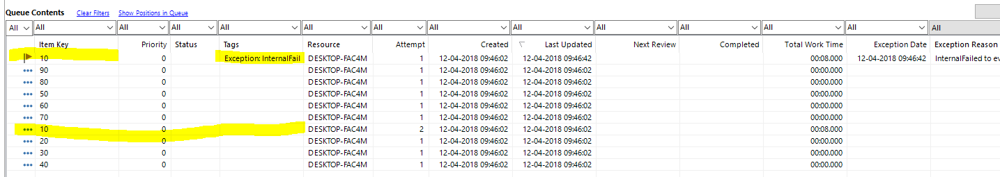 Queue Contents Clear Filters Show Positions in Queue
All All All All All All All All All All All All All All
Item Key Priority Status Tags Resource Attempt Created Last Updated Next Review Completed Total Work Time Exception Date Exception Reason
10 0 Exception: InternalFail DESKTOP-FAC4M 1 12-04-2018 09:46:02 12-04-2018 09:46:42 00:08.000 12-04-2018 09:46:42 InternalFailed to ev
90 0 DESKTOP-FAC4M 1 12-04-2018 09:46:02 12-04-2018 09:46:02 00:00.000
80 0 DESKTOP-FAC4M 1 12-04-2018 09:46:02 12-04-2018 09:46:02 00:00.000
50 0 DESKTOP-FAC4M 1 12-04-2018 09:46:02 12-04-2018 09:46:02 00:00.000
60 0 DESKTOP-FAC4M 1 12-04-2018 09:46:02 12-04-2018 09:46:02 00:00.000
70 0 DESKTOP-FAC4M 1 12-04-2018 09:46:02 12-04-2018 09:46:02 00:00.000
10 0 DESKTOP-FAC4M 2 12-04-2018 09:46:02 12-04-2018 09:46:02 00:08.000
20 0 DESKTOP-FAC4M 1 12-04-2018 09:46:02 12-04-2018 09:46:02 00:00.000
30 0 DESKTOP-FAC4M 1 12-04-2018 09:46:02 12-04-2018 09:46:02 00:00.000
40 0 DESKTOP-FAC4M 1 12-04-2018 09:46:02 12-04-2018 09:46:02 00:00.000